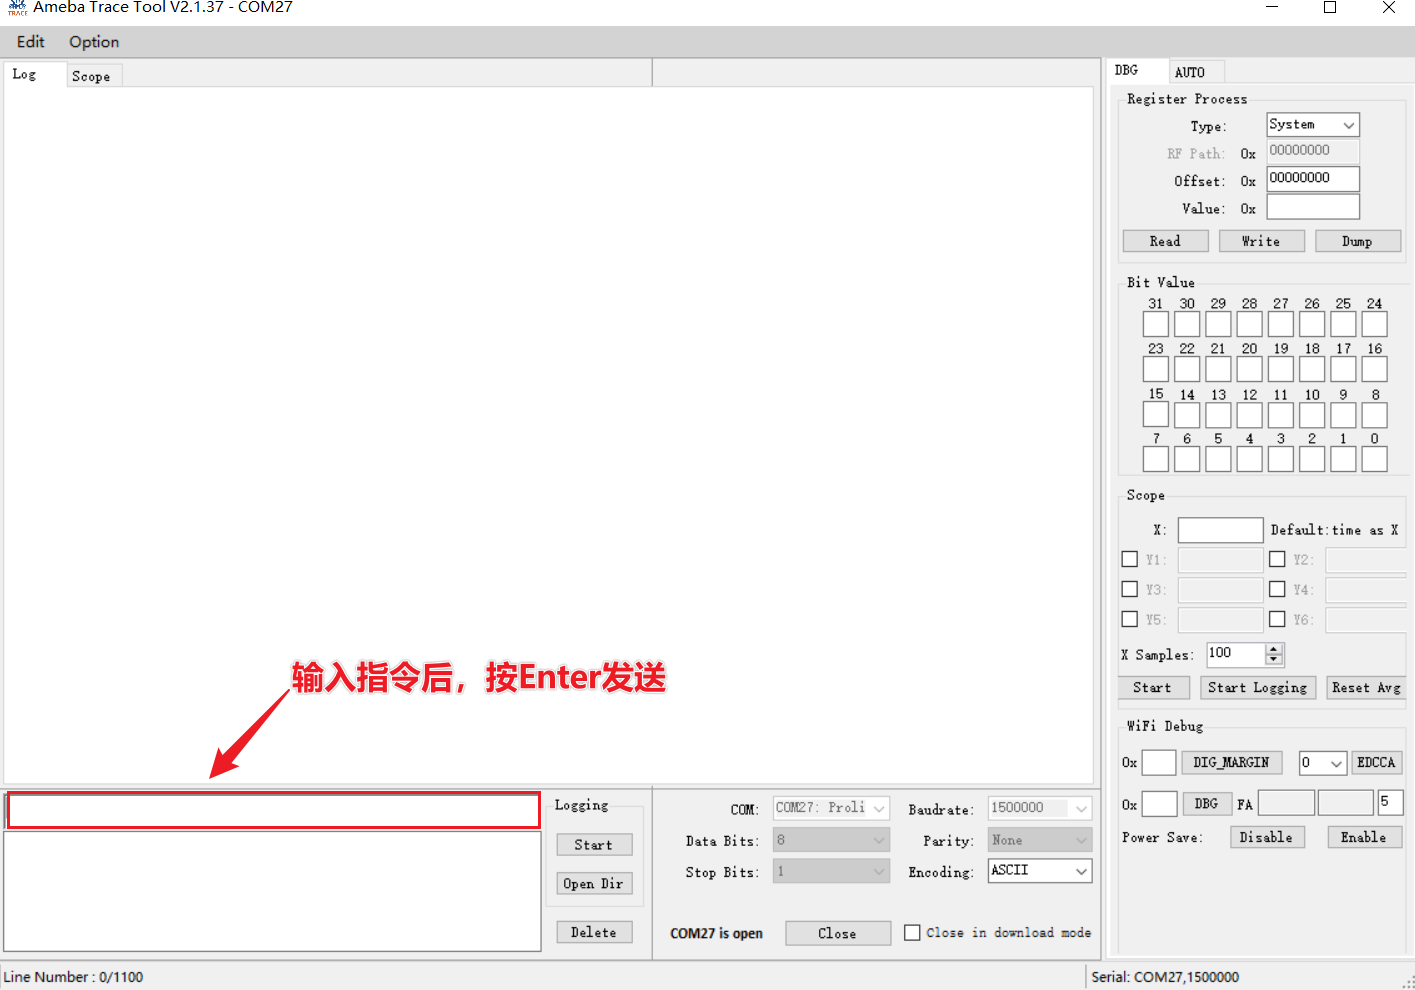 Ameba Trace Tool V2.1.37 - COM27
Edit Option
Log Scope
输入指令后，按Enter发送
Logging
Start
Open Dir
Delete
COM: COM27: Proli Baudrate: 1500000
Data Bits: 8 Parity: None
Stop Bits: 1 Encoding: ASCII
COM27 is open Close Close in download mode
DBG AUTO
Register Process
Type: System
RF Path: 0x 00000000
Offset: 0x 00000000
Value: 0x
Read Write Dump
Bit Value
31 30 29 28 27 26 25 24
23 22 21 20 19 18 17 16
15 14 13 12 11 10 9 8
7 6 5 4 3 2 1 0
Scope
X: Default:time as X
Y1: Y2:
Y3: Y4:
Y5: Y6:
X Samples: 100
Start Start Logging Reset Avg
WiFi Debug
0x DIG_MARGIN 0 EDCCA
0x DBG FA 5
Power Save: Disable Enable
Line Number : 0/1100
Serial: COM27,1500000